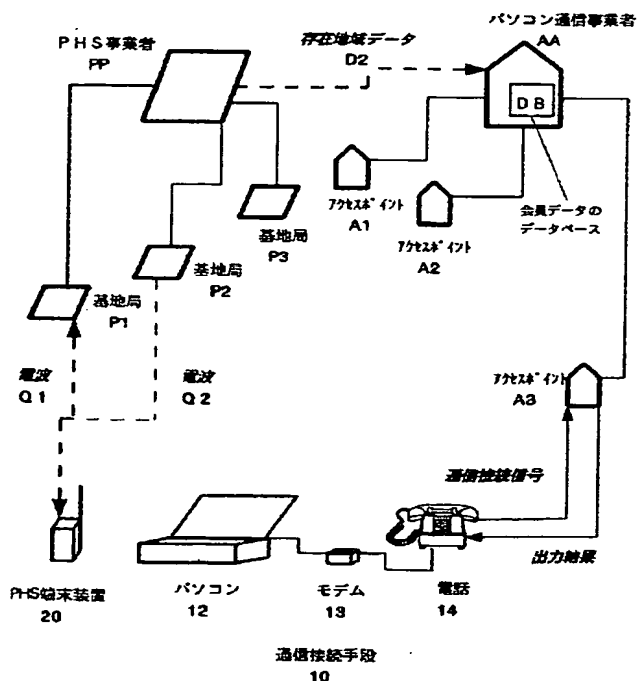 パソコン通信事業者
AA
PHS事業者
PP
存在地域データ
D2
DB
アクセスポイント
A1
アクセスポイント
A2
会員データの
データベース
基地局
P3
基地局
P2
基地局
P1
電波
Q1
電波
Q2
アクセスポイント
A3
通信接続信号
出力結果
PHS端末装置
20
パソコン
12
モデム
13
電話
14
通信接続手段
10